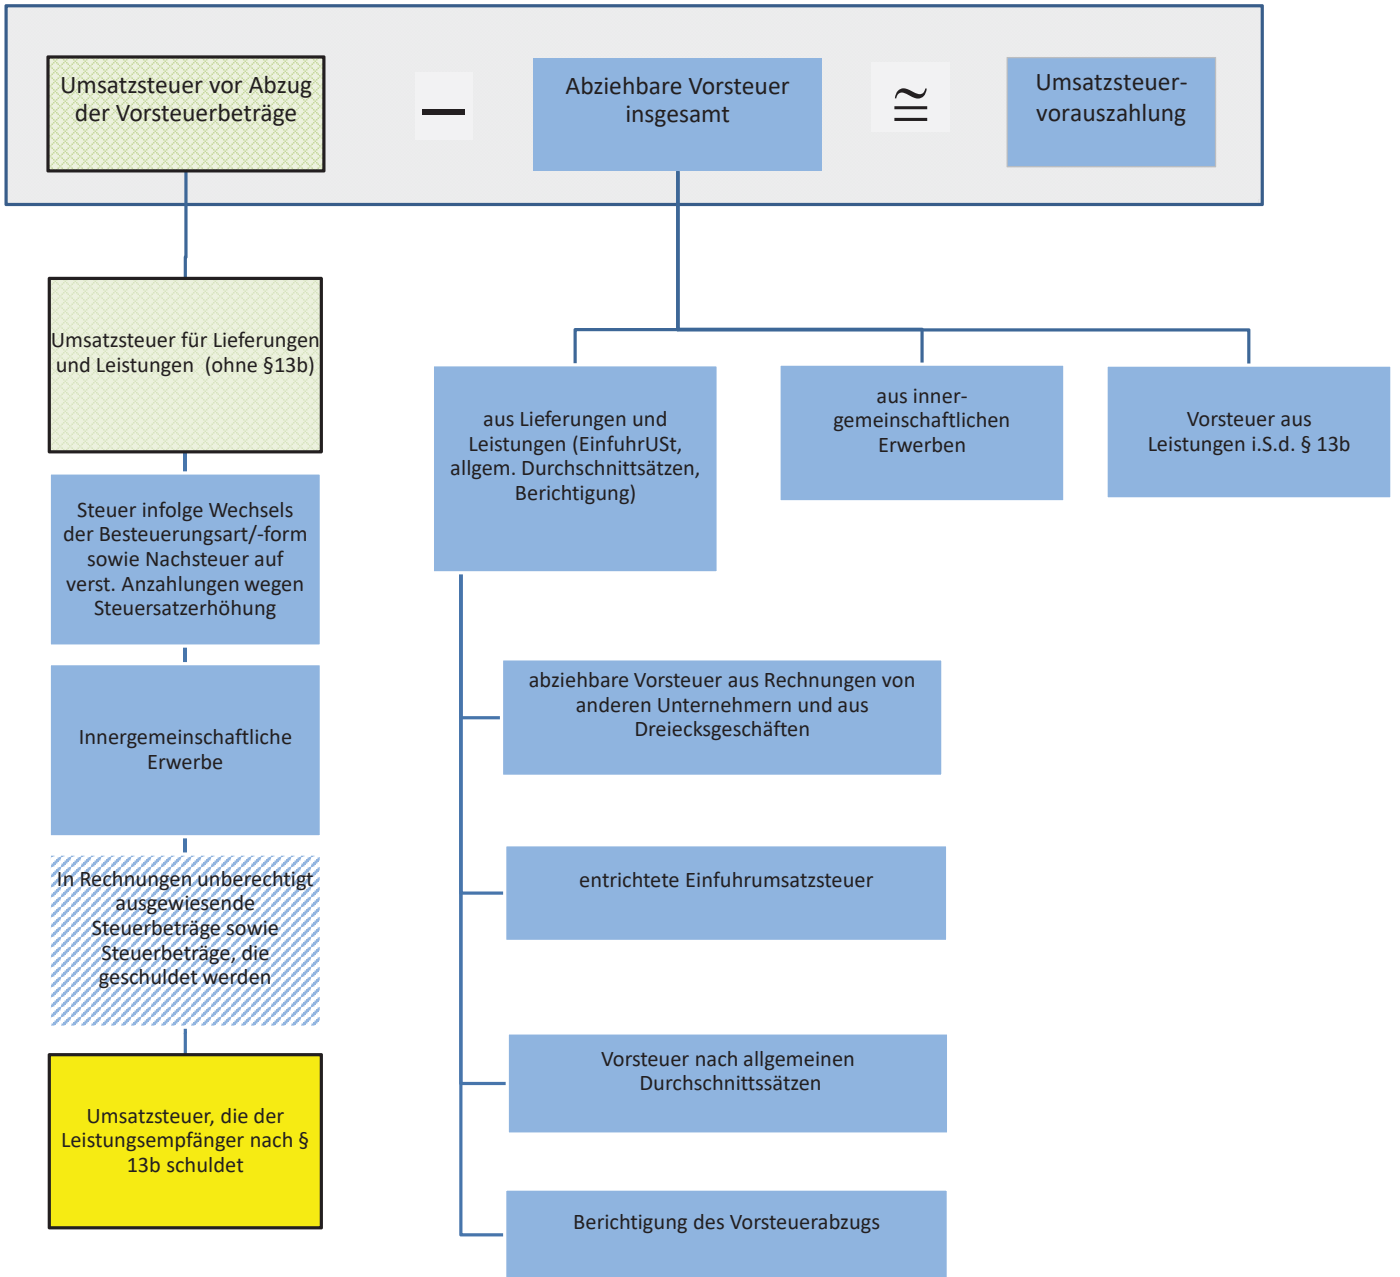 Umsatzsteuer vor Abzug
der Vorsteuerbeträge
—
Abziehbare Vorsteuer
insgesamt
≅
Umsatzsteuer-
vorauszahlung
Umsatzsteuer für Lieferungen
und Leistungen (ohne §13b)
Steuer infolge Wechsels
der Besteuerungsart/-form
sowie Nachsteuer auf
verst. Anzahlungen wegen
Steuersatzerhöhung
Innergemeinschaftliche
Erwerbe
In Rechnungen unberechtigt
ausgewiesende
Steuerbeträge sowie
Steuerbeträge, die
geschuldet werden
Umsatzsteuer, die der
Leistungsempfänger nach §
13b schuldet
aus Lieferungen und
Leistungen (EinfuhrUSt,
allgem. Durchschnittsätzen,
Berichtigung)
aus inner-
gemeinschaftlichen
Erwerben
Vorsteuer aus
Leistungen i.S.d. § 13b
abziehbare Vorsteuer aus Rechnungen von
anderen Unternehmern und aus
Dreiecksgeschäften
entrichtete Einfuhrumsatzsteuer
Vorsteuer nach allgemeinen
Durchschnittssätzen
Berichtigung des Vorsteuerabzugs